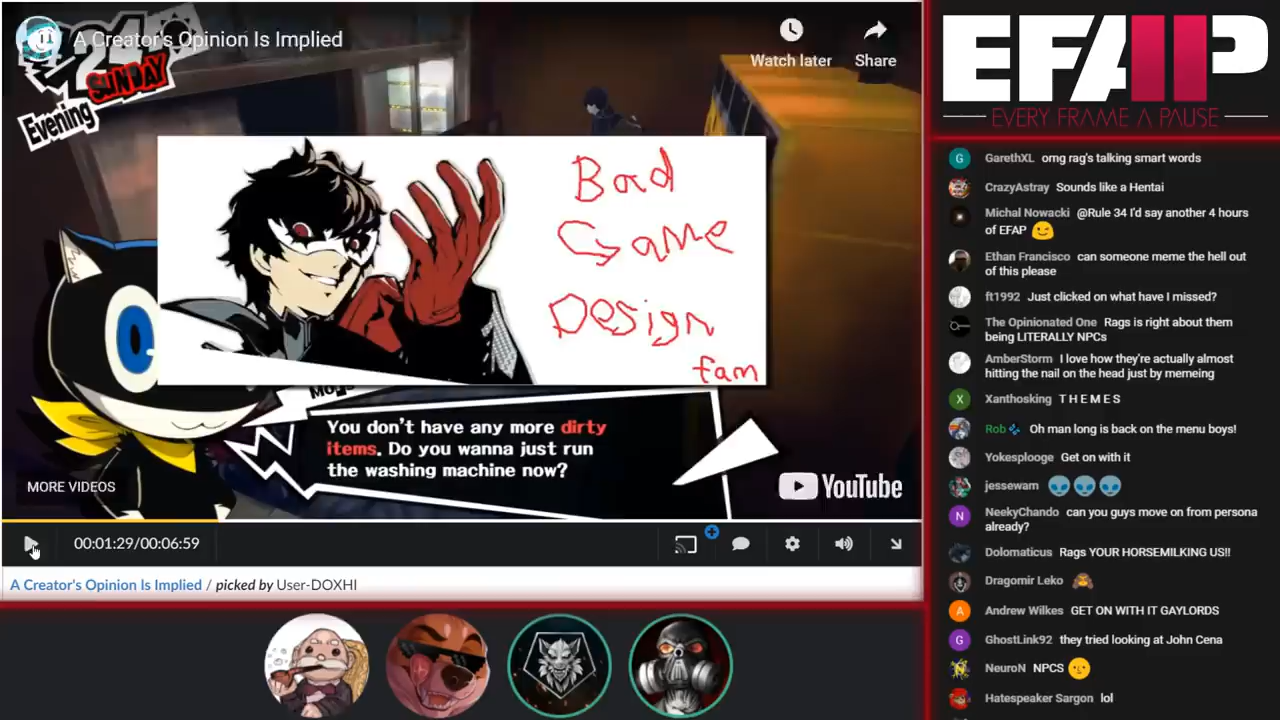 24
SUNDAY
Evening
A Creator's Opinion Is Implied
Watch later
Share
Bad
Game
Design
fam
You don't have any more dirty
items. Do you wanna just run
the washing machine now?
MORE VIDEOS
YouTube
00:01:29/00:06:59
A Creator's Opinion Is Implied / picked by User-DOXHI
EFAP
EVERY FRAME A PAUSE
GarethXL omg rag's talking smart words
CrazyAstray Sounds like a Hentai
Michal Nowacki @Rule 34 I'd say another 4 hours
of EFAP
Ethan Francisco can someone meme the hell out
of this please
ft1992 Just clicked on what have I missed?
The Opinionated One Rags is right about them
being LITERALLY NPCs
AmberStorm I love how they're actually almost
hitting the nail on the head just by memeing
X
Xanthosking T H E M E S
Rob Oh man long is back on the menu boys!
Yokesplooge Get on with it
jessewam
N
NeekyChando can you guys move on from persona
already?
Dolomaticus Rags YOUR HORSEMILKING US!!
Dragomir Leko
A
Andrew Wilkes GET ON WITH IT GAYLORDS
G
GhostLink92 they tried looking at John Cena
NeuroN NPCS
Hatespeaker Sargon lol